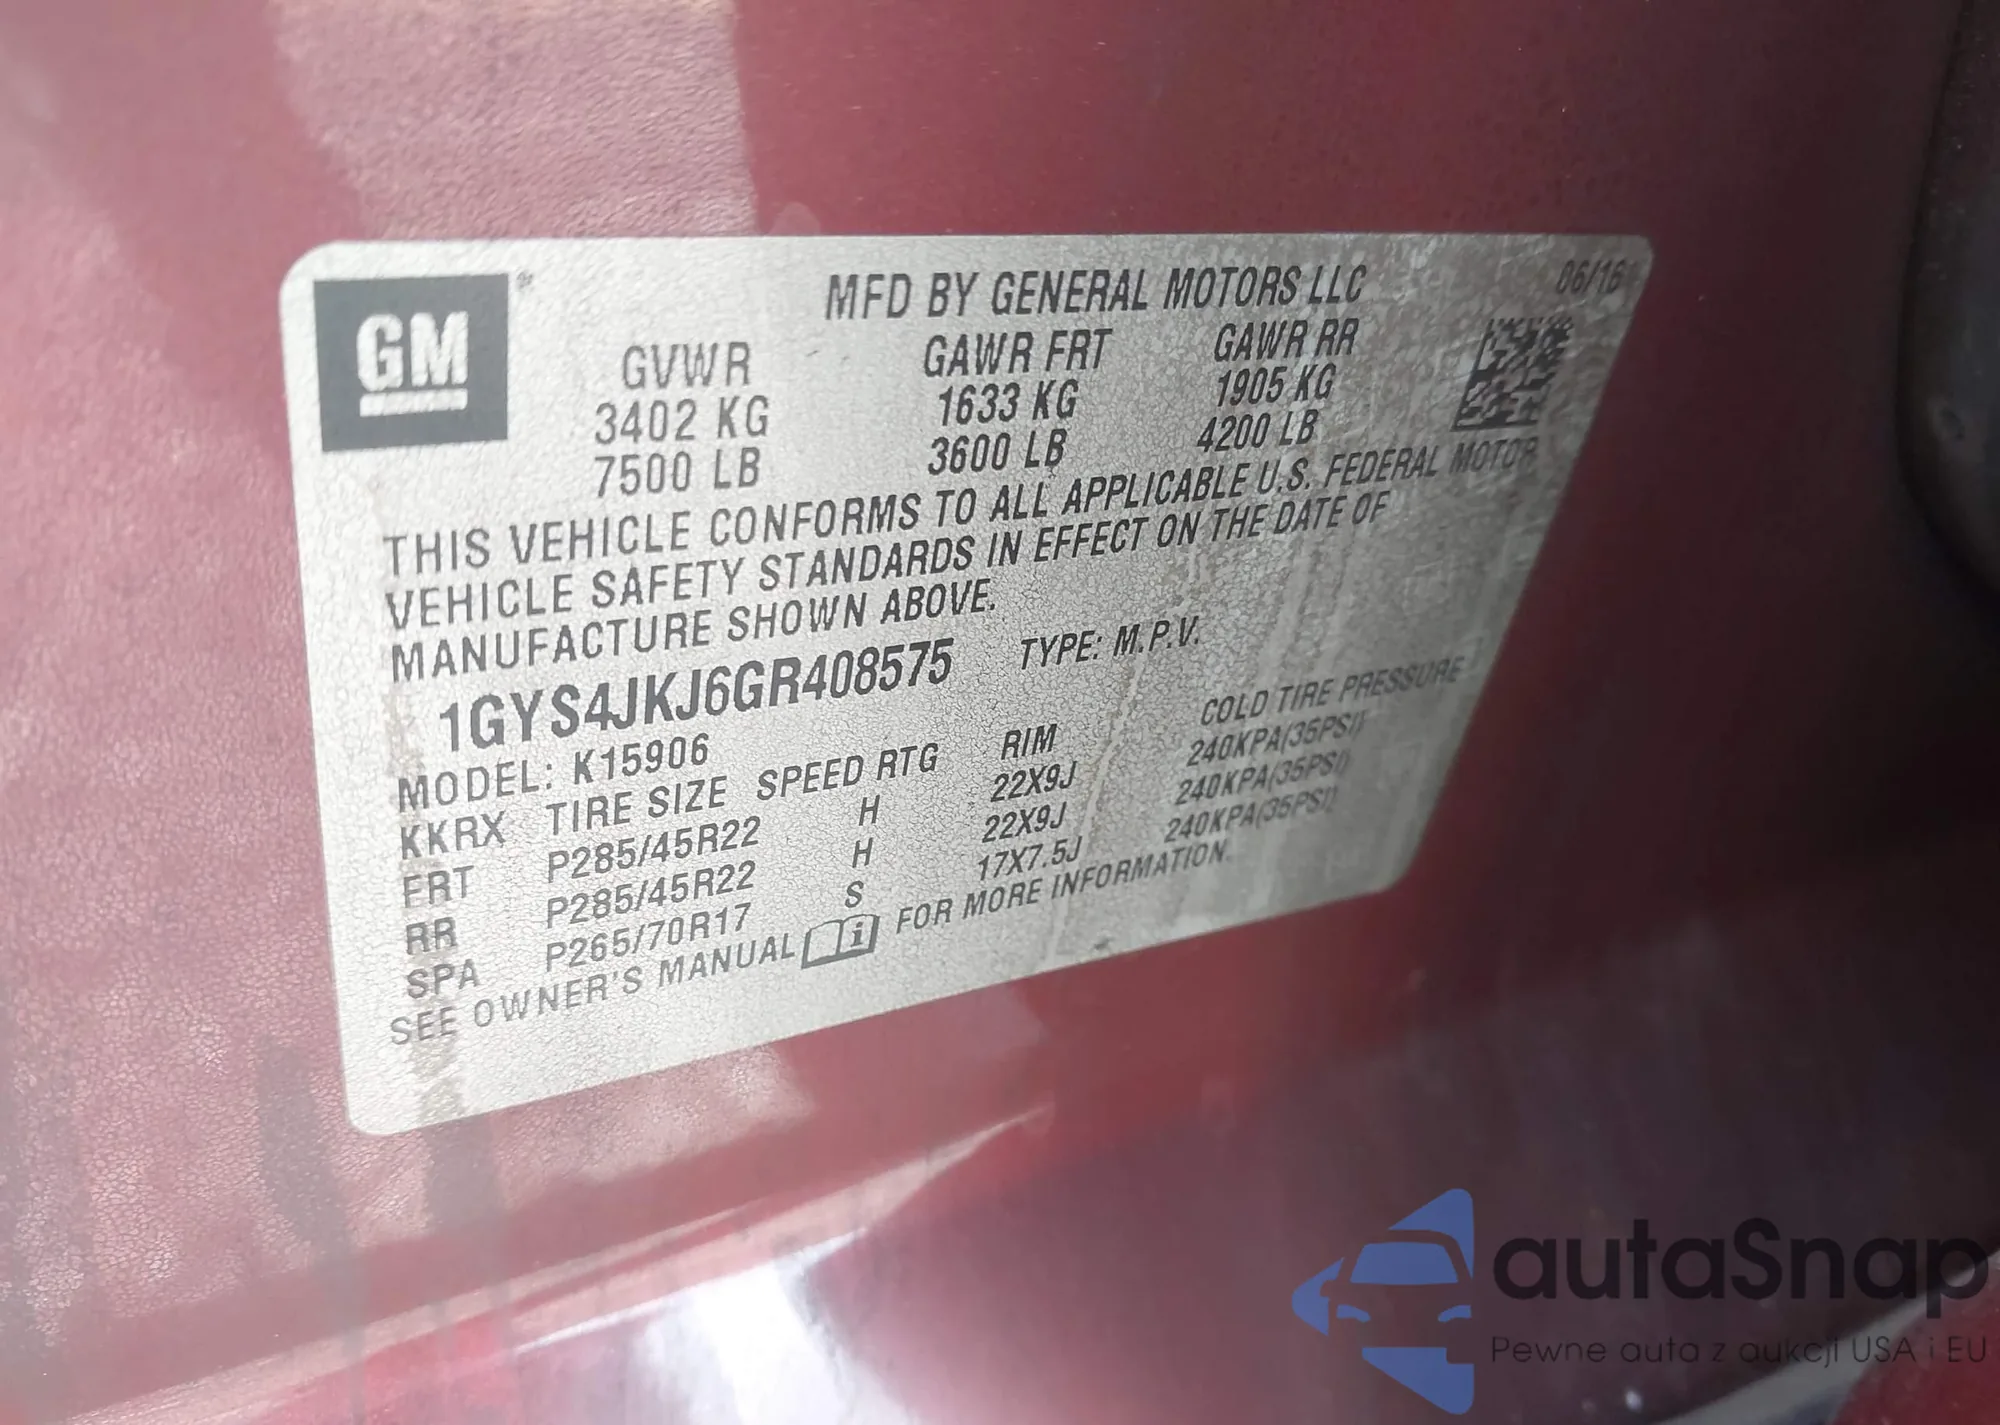 GM
MFD BY GENERAL MOTORS LLC
06/16
GVWR GAWR FRT GAWR RR
3402 KG 1633 KG 1905 KG
7500 LB 3600 LB 4200 LB
THIS VEHICLE CONFORMS TO ALL APPLICABLE U.S. FEDERAL MOTOR
VEHICLE SAFETY STANDARDS IN EFFECT ON THE DATE OF
MANUFACTURE SHOWN ABOVE.
1GYS4JKJ6GR408575 TYPE: M.P.V.
MODEL: K15906
KKRX TIRE SIZE SPEED RTG RIM COLD TIRE PRESSURE
FRT P285/45R22 H 22X9J 240KPA(35PSI)
RR P285/45R22 H 22X9J 240KPA(35PSI)
SPA P265/70R17 S 17X7.5J 240KPA(35PSI)
SEE OWNER'S MANUAL i FOR MORE INFORMATION.
autaSnap
Pewne auta z aukcji USA i EU